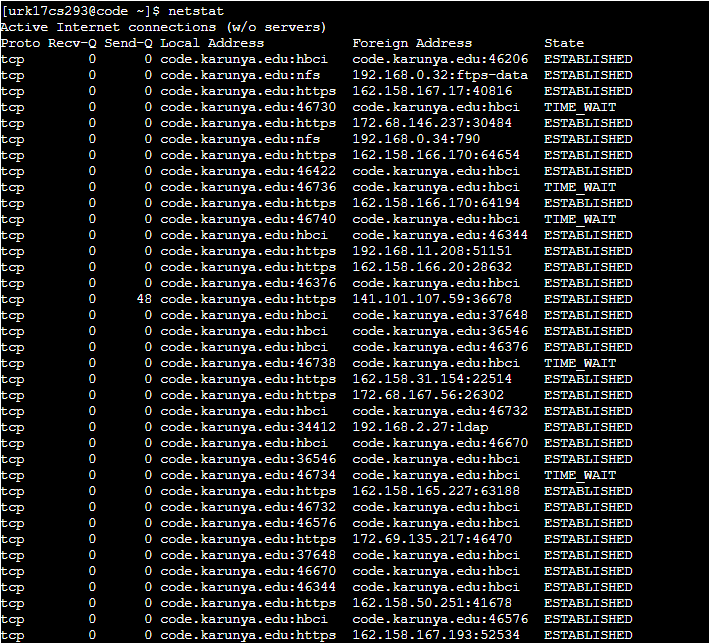 [urk17cs293@code ~]$ netstat
Active Internet connections (w/o servers)
Proto Recv-Q Send-Q Local Address           Foreign Address         State
tcp        0      0 code.karunya.edu:hbci   code.karunya.edu:46206  ESTABLISHED
tcp        0      0 code.karunya.edu:nfs    192.168.0.32:ftps-data  ESTABLISHED
tcp        0      0 code.karunya.edu:https  162.158.167.17:40816    ESTABLISHED
tcp        0      0 code.karunya.edu:46730  code.karunya.edu:hbci   TIME_WAIT
tcp        0      0 code.karunya.edu:https  172.68.146.237:30484    ESTABLISHED
tcp        0      0 code.karunya.edu:nfs    192.168.0.34:790        ESTABLISHED
tcp        0      0 code.karunya.edu:https  162.158.166.170:64654   ESTABLISHED
tcp        0      0 code.karunya.edu:46422  code.karunya.edu:hbci   ESTABLISHED
tcp        0      0 code.karunya.edu:46736  code.karunya.edu:hbci   TIME_WAIT
tcp        0      0 code.karunya.edu:https  162.158.166.170:64194   ESTABLISHED
tcp        0      0 code.karunya.edu:46740  code.karunya.edu:hbci   TIME_WAIT
tcp        0      0 code.karunya.edu:hbci   code.karunya.edu:46344  ESTABLISHED
tcp        0      0 code.karunya.edu:https  192.168.11.208:51151    ESTABLISHED
tcp        0      0 code.karunya.edu:https  162.158.166.20:28632    ESTABLISHED
tcp        0      0 code.karunya.edu:46376  code.karunya.edu:hbci   ESTABLISHED
tcp        0     48 code.karunya.edu:https  141.101.107.59:36678    ESTABLISHED
tcp        0      0 code.karunya.edu:hbci   code.karunya.edu:37648  ESTABLISHED
tcp        0      0 code.karunya.edu:hbci   code.karunya.edu:36546  ESTABLISHED
tcp        0      0 code.karunya.edu:hbci   code.karunya.edu:46376  ESTABLISHED
tcp        0      0 code.karunya.edu:46738  code.karunya.edu:hbci   TIME_WAIT
tcp        0      0 code.karunya.edu:https  162.158.31.154:22514    ESTABLISHED
tcp        0      0 code.karunya.edu:https  172.68.167.56:26302     ESTABLISHED
tcp        0      0 code.karunya.edu:hbci   code.karunya.edu:46732  ESTABLISHED
tcp        0      0 code.karunya.edu:34412  192.168.2.27:ldap       ESTABLISHED
tcp        0      0 code.karunya.edu:hbci   code.karunya.edu:46670  ESTABLISHED
tcp        0      0 code.karunya.edu:36546  code.karunya.edu:hbci   ESTABLISHED
tcp        0      0 code.karunya.edu:46734  code.karunya.edu:hbci   TIME_WAIT
tcp        0      0 code.karunya.edu:https  162.158.165.227:63188   ESTABLISHED
tcp        0      0 code.karunya.edu:46732  code.karunya.edu:hbci   ESTABLISHED
tcp        0      0 code.karunya.edu:46576  code.karunya.edu:hbci   ESTABLISHED
tcp        0      0 code.karunya.edu:https  172.69.135.217:46470    ESTABLISHED
tcp        0      0 code.karunya.edu:37648  code.karunya.edu:hbci   ESTABLISHED
tcp        0      0 code.karunya.edu:46670  code.karunya.edu:hbci   ESTABLISHED
tcp        0      0 code.karunya.edu:46344  code.karunya.edu:hbci   ESTABLISHED
tcp        0      0 code.karunya.edu:https  162.158.50.251:41678    ESTABLISHED
tcp        0      0 code.karunya.edu:hbci   code.karunya.edu:46576  ESTABLISHED
tcp        0      0 code.karunya.edu:https  162.158.167.193:52534   ESTABLISHED